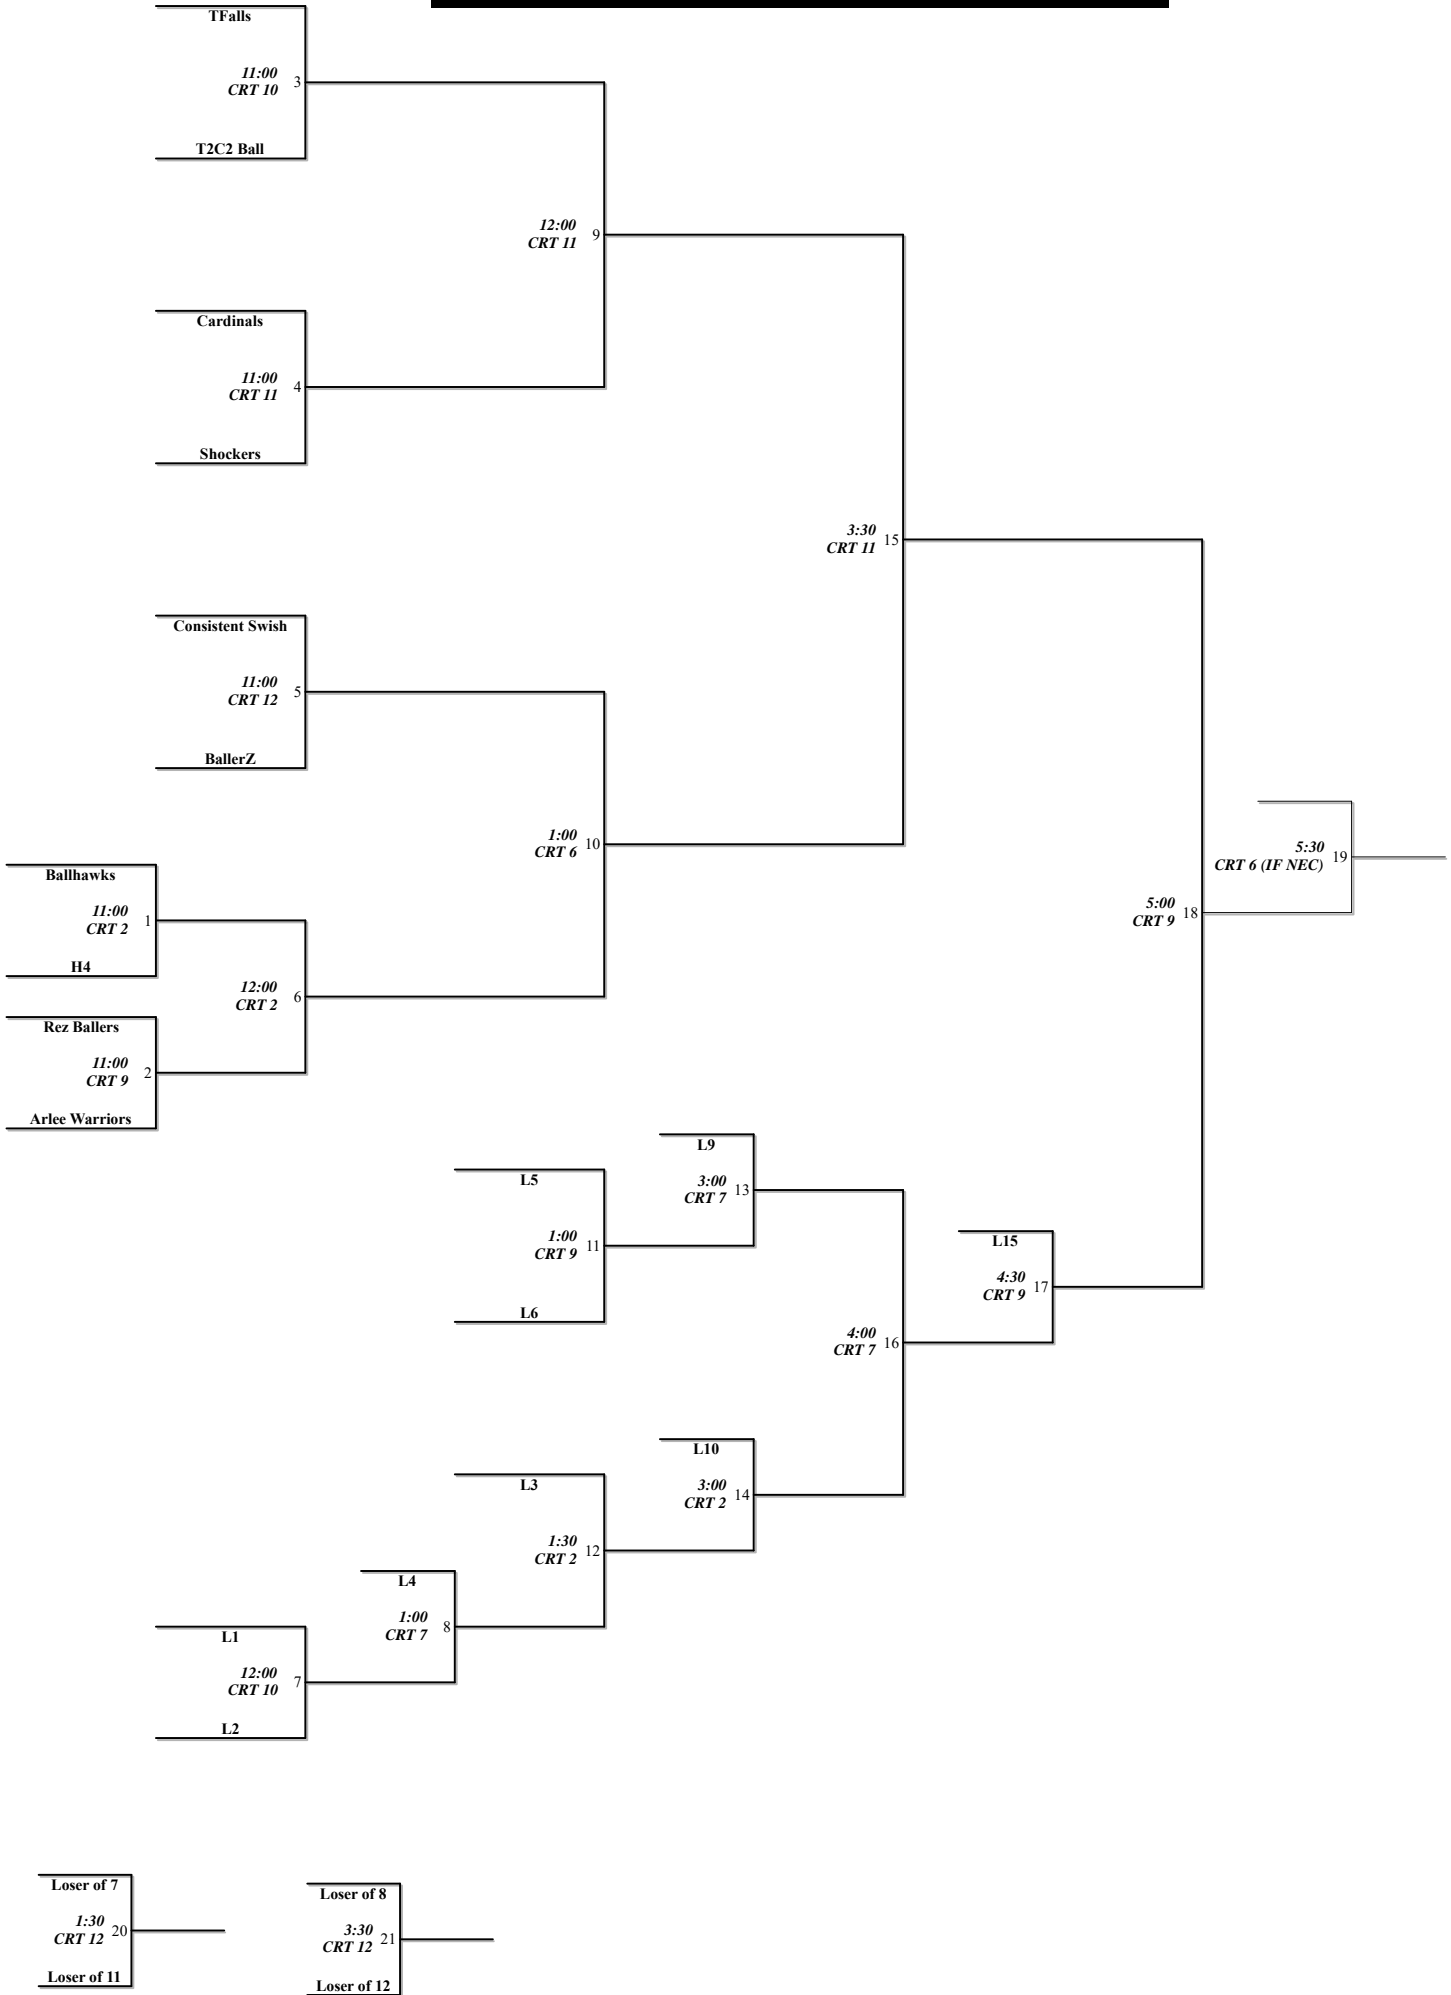 TFalls
11:00
CRT 10
3
T2C2 Ball
12:00
CRT 11
9
Cardinals
11:00
CRT 11
4
Shockers
3:30
CRT 11
15
Consistent Swish
11:00
CRT 12
5
BallerZ
1:00
CRT 6
10
5:30
CRT 6 (IF NEC)
19
Ballhawks
11:00
CRT 2
1
H4
5:00
CRT 9
18
12:00
CRT 2
6
Rez Ballers
11:00
CRT 9
2
Arlee Warriors
L9
3:00
CRT 7
13
L5
1:00
CRT 9
11
L6
L15
4:30
CRT 9
17
4:00
CRT 7
16
L10
3:00
CRT 2
14
L3
1:30
CRT 2
12
L4
1:00
CRT 7
8
L1
12:00
CRT 10
7
L2
Loser of 7
1:30
CRT 12
20
Loser of 11
Loser of 8
3:30
CRT 12
21
Loser of 12